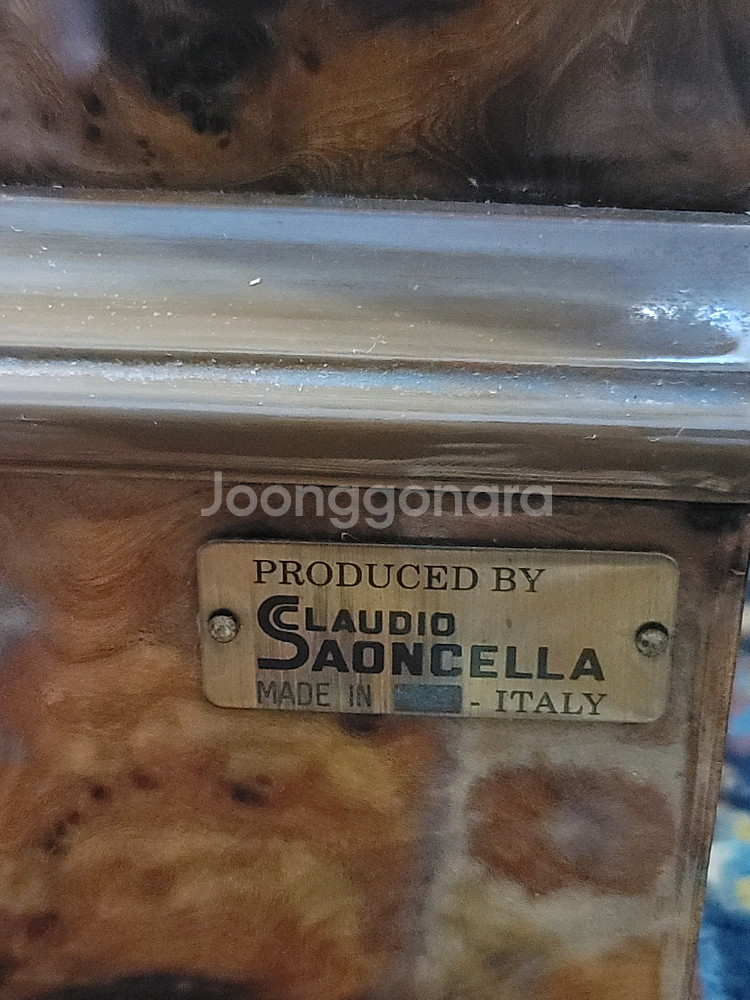 Joonggonara
PRODUCED BY
CLAUDIO
SAONCELLA
MADE IN - ITALY